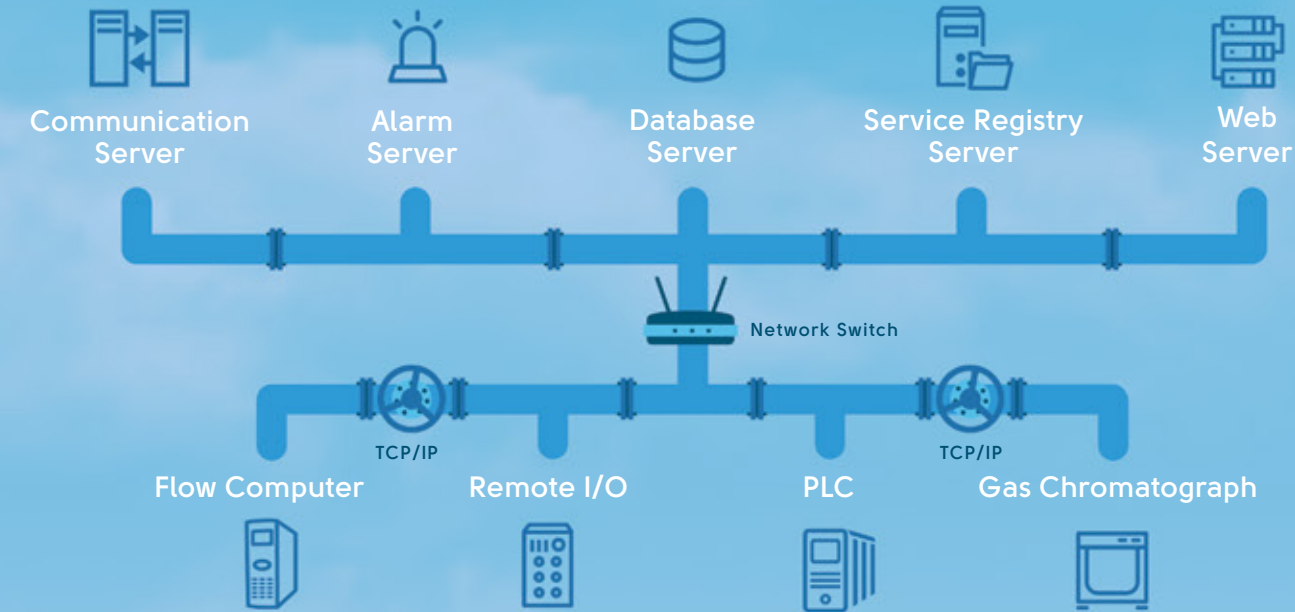 Communication
Server
Alarm
Server
Database
Server
Service Registry
Server
Web
Server
Network Switch
TCP/IP
TCP/IP
Flow Computer
Remote I/O
PLC
Gas Chromatograph